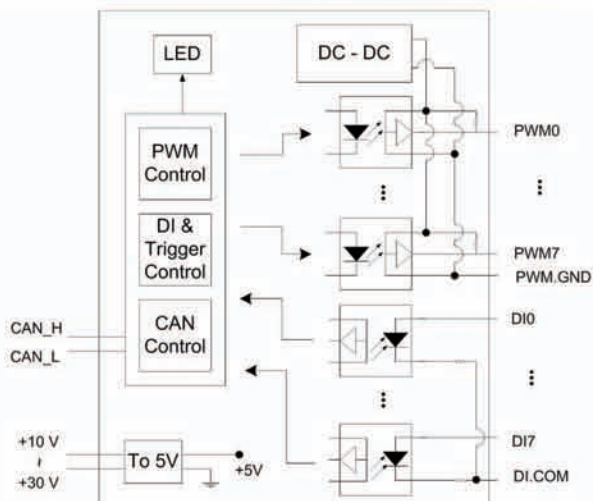 LED
DC - DC
PWM
Control
PWM0
DI &
Trigger
Control
PWM7
PWM.GND
CAN
Control
CAN_H
CAN_L
DI0
+10 V
~
+30 V
To 5V
+5V
DI7
DI.COM